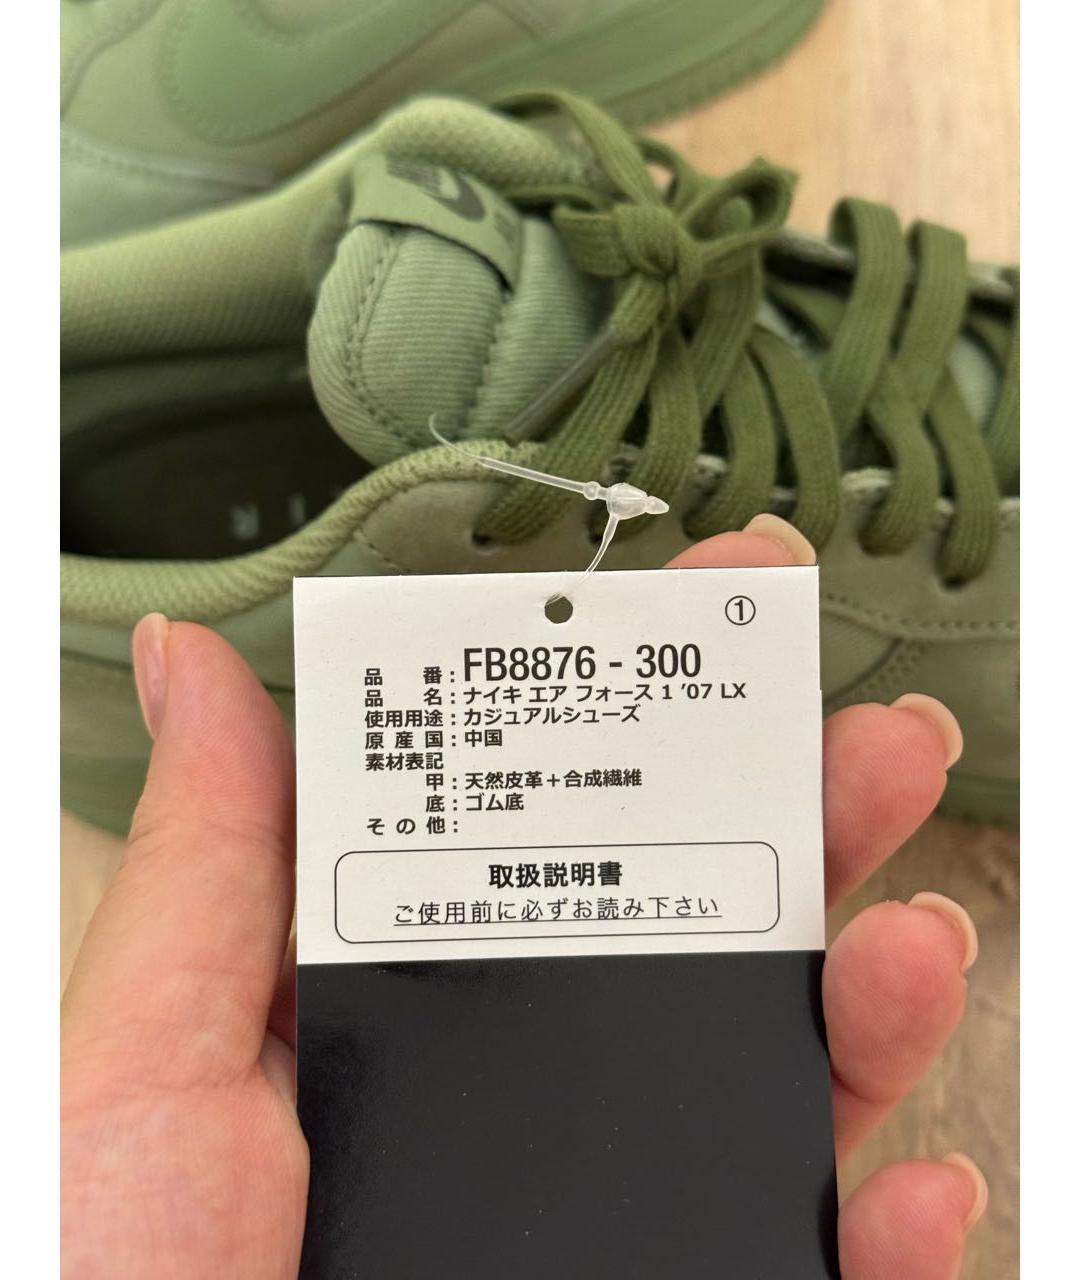 ①
品 番：FB8876 - 300
品 名：ナイキ エア フォース 1 ’07 LX
使用用途：カジュアルシューズ
原 産 国：中国
素材表記
甲：天然皮革＋合成繊維
底：ゴム底
そ の 他：
取扱説明書
ご使用前に必ずお読み下さい